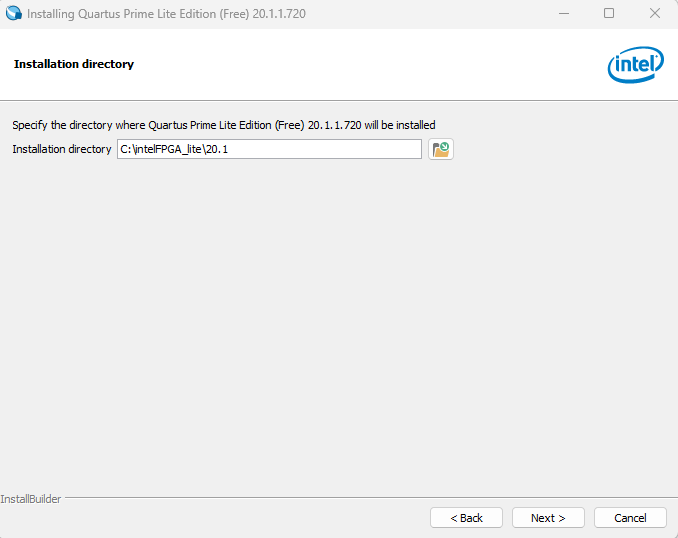 Installing Quartus Prime Lite Edition (Free) 20.1.1.720
Installation directory
intel
Specify the directory where Quartus Prime Lite Edition (Free) 20.1.1.720 will be installed
Installation directory C:\intelFPGA_lite\20.1
InstallBuilder
< Back Next > Cancel